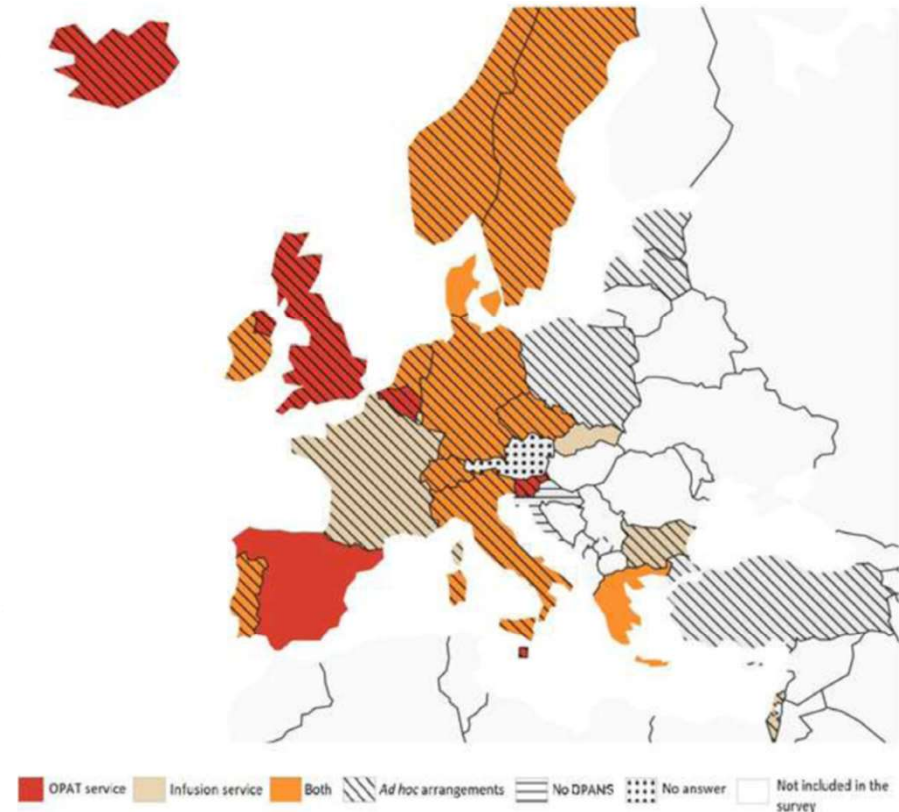 OPAT service
Infusion service
Both
Ad hoc arrangements
No DPANS
No answer
Not included in the
survey